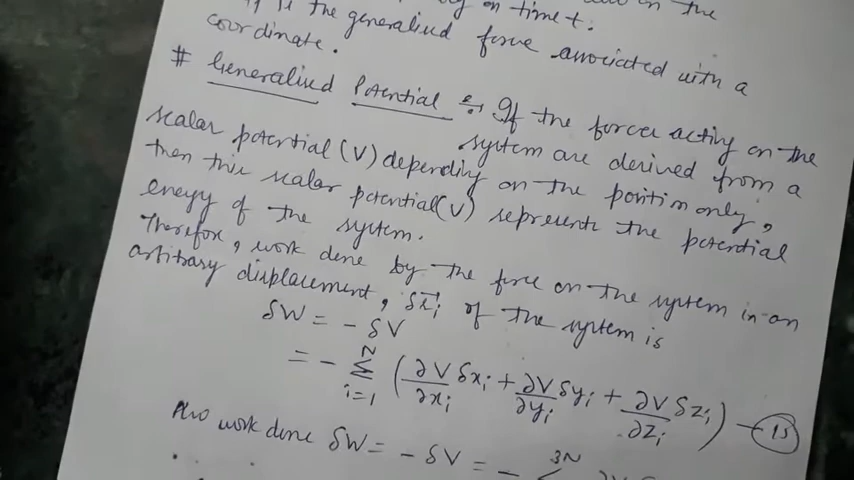 on time t.
It is the generalised force associated with a
coordinate.
# Generalised Potential :- If the forces acting on the
system are derived from a
scalar potential (V) depending on the position only,
then this scalar potential (V) represents the potential
energy of the system.
Therefore, work done by the force on the system in an
arbitrary displacement, δr⃗ᵢ of the system is
δW = - δV
= - Σ_{i=1}^{N} (∂V/∂xᵢ δxᵢ + ∂V/∂yᵢ δyᵢ + ∂V/∂zᵢ δzᵢ) — (15)
Also work done δW = - δV = - 3N